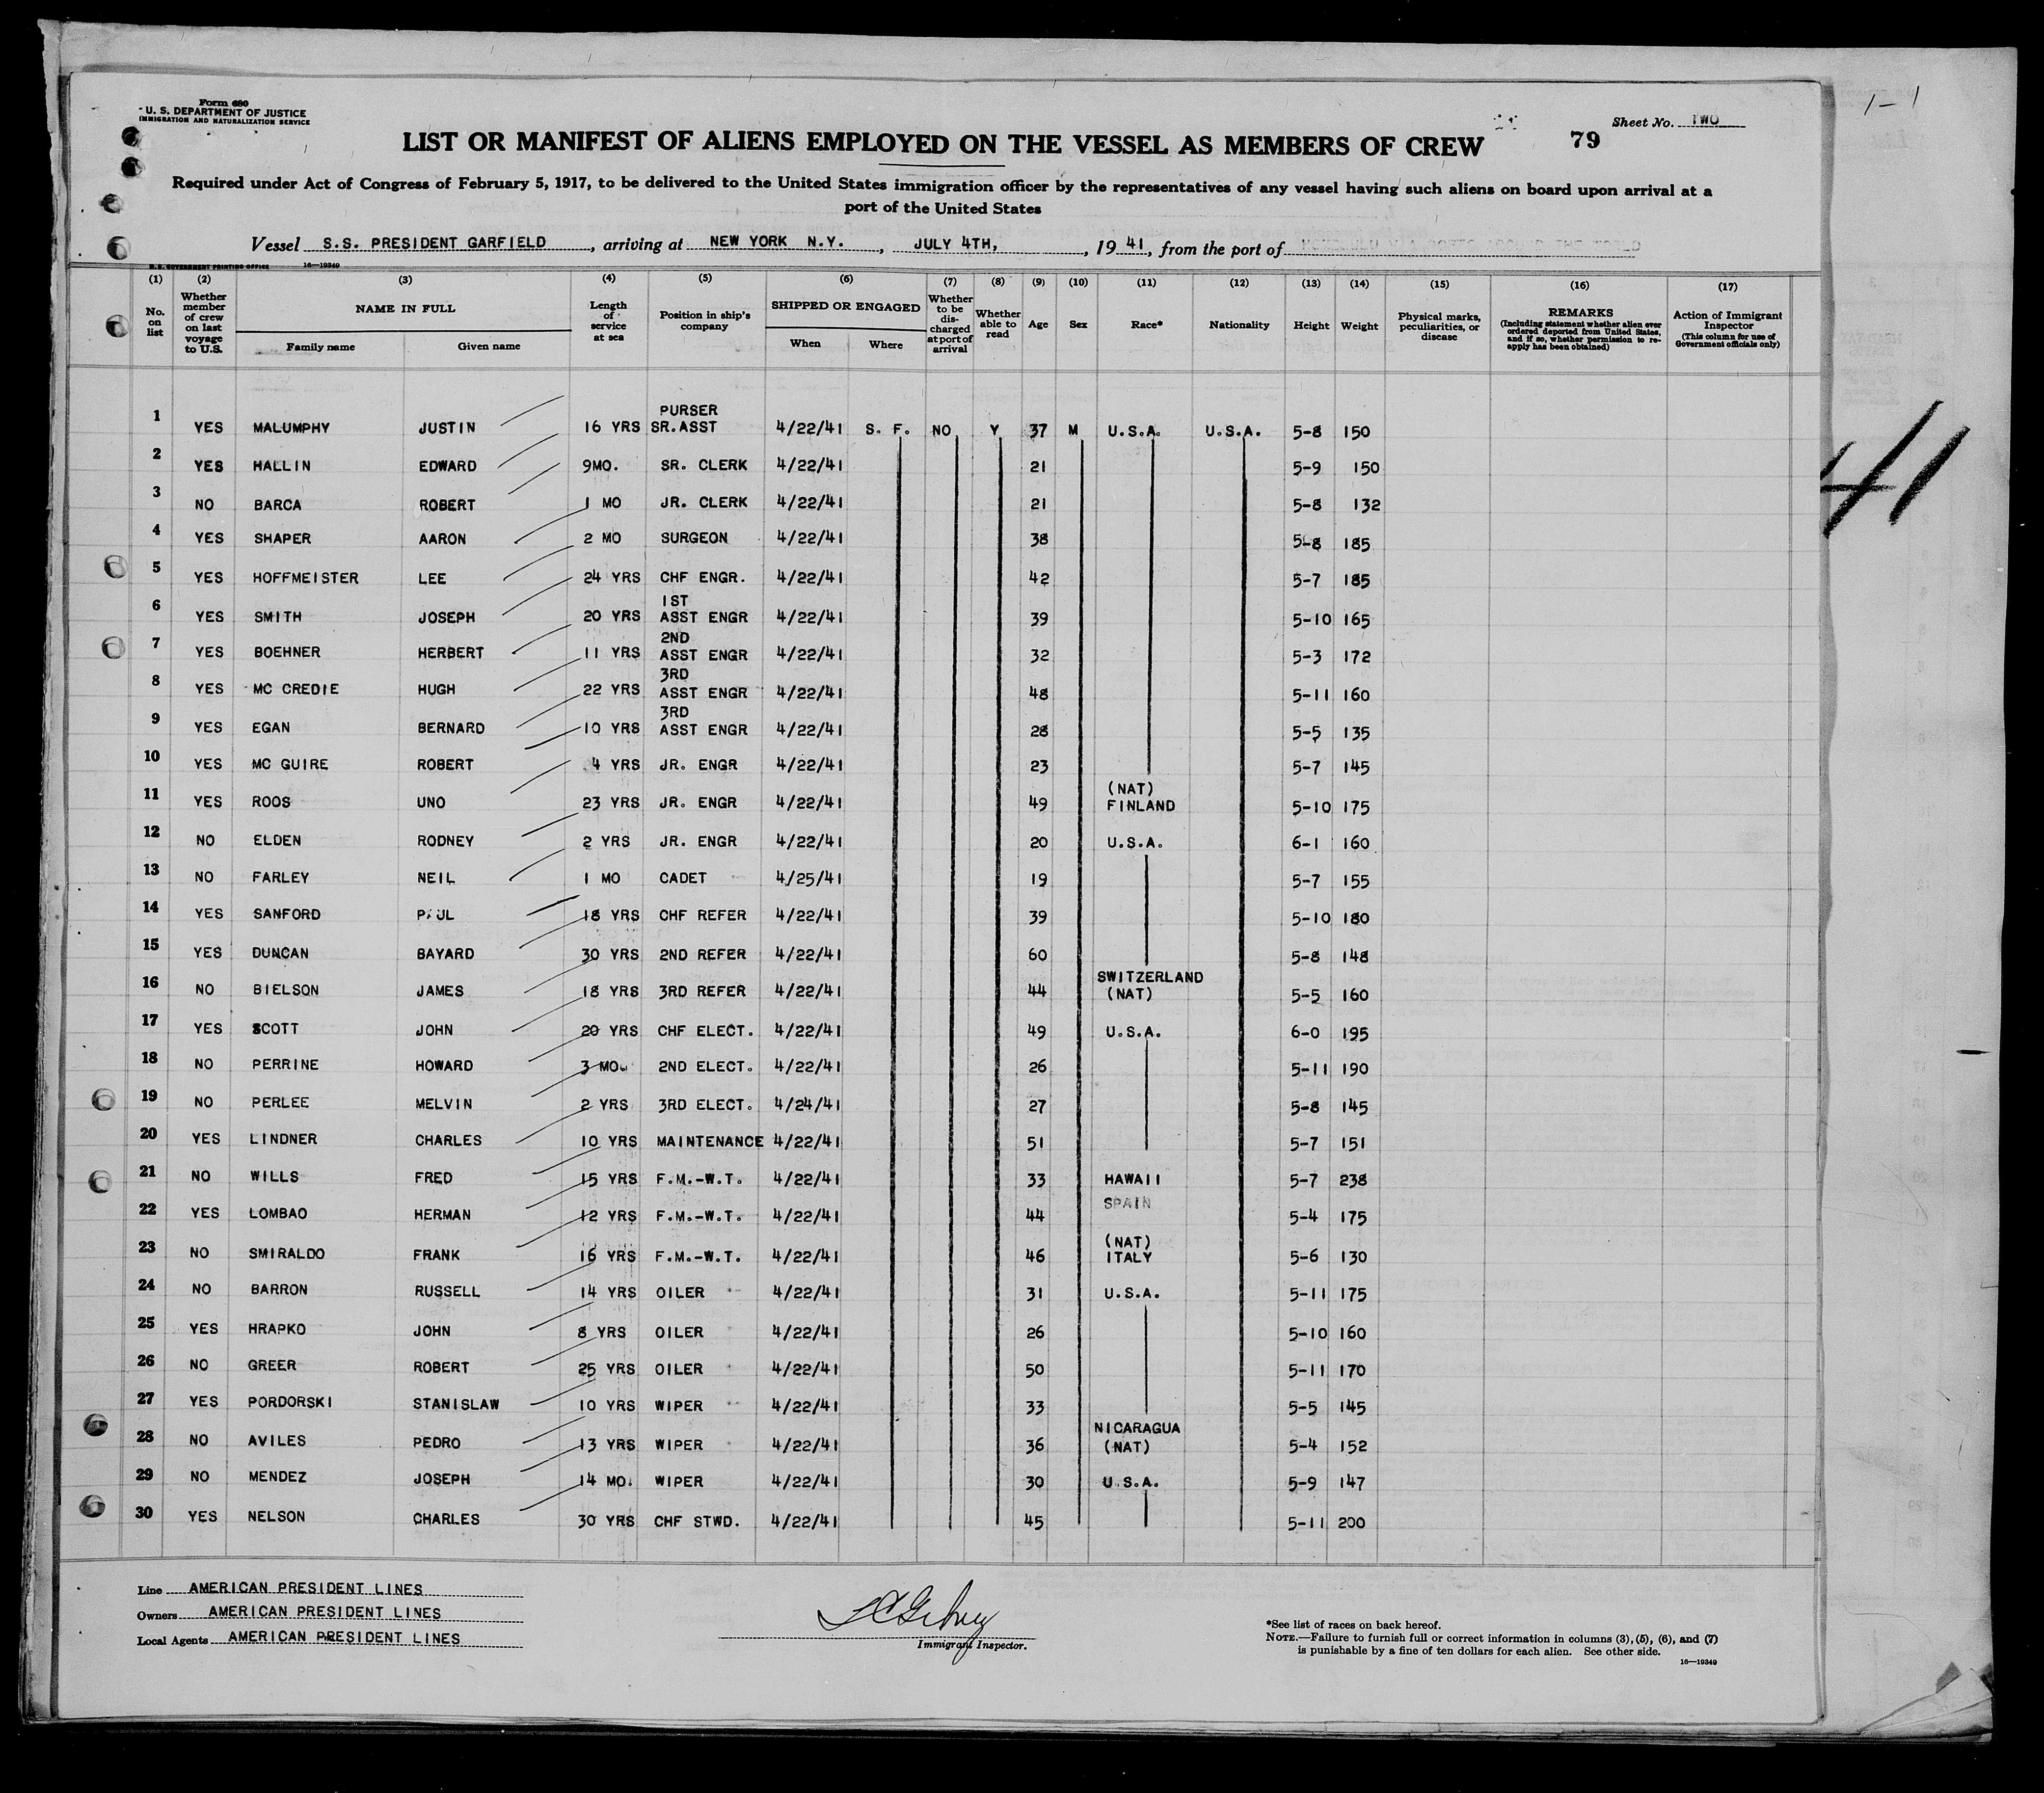 Form 680
U. S. DEPARTMENT OF JUSTICE
IMMIGRATION AND NATURALIZATION SERVICE
Sheet No. TWO
1-1
LIST OR MANIFEST OF ALIENS EMPLOYED ON THE VESSEL AS MEMBERS OF CREW
79
Required under Act of Congress of February 5, 1917, to be delivered to the United States immigration officer by the representatives of any vessel having such aliens on board upon arrival at a
port of the United States
Vessel S.S. PRESIDENT GARFIELD, arriving at NEW YORK N.Y., JULY 4TH, 1941, from the port of
U.S. GOVERNMENT PRINTING OFFICE 16—19349
(1) No. on list
(2) Whether member of crew on last voyage to U.S.
(3) NAME IN FULL Family name Given name
(4) Length of service at sea
(5) Position in ship's company
(6) SHIPPED OR ENGAGED When Where
(7) Whether to be discharged at port of arrival
(8) Whether able to read
(9) Age
(10) Sex
(11) Race*
(12) Nationality
(13) Height
(14) Weight
(15) Physical marks, peculiarities, or disease
(16) REMARKS (Including statement whether alien ever ordered deported from United States, and if so, whether permission to reapply has been obtained)
(17) Action of Immigrant Inspector (This column for use of Government officials only)
41
1 YES MALUMPHY JUSTIN 16 YRS PURSER SR.ASST 4/22/41 S. F. NO Y 37 M U.S.A. U.S.A. 5-8 150
2 YES HALLIN EDWARD 9MO. SR. CLERK 4/22/41 21 5-9 150
3 NO BARCA ROBERT 1 MO JR. CLERK 4/22/41 21 5-8 132
4 YES SHAPER AARON 2 MO SURGEON 4/22/41 38 5-8 185
5 YES HOFFMEISTER LEE 24 YRS CHF ENGR. 4/22/41 42 5-7 185
6 YES SMITH JOSEPH 20 YRS 1ST ASST ENGR 4/22/41 39 5-10 165
7 YES BOEHNER HERBERT 11 YRS 2ND ASST ENGR 4/22/41 32 5-3 172
8 YES MC CREDIE HUGH 22 YRS 3RD ASST ENGR 4/22/41 48 5-11 160
9 YES EGAN BERNARD 10 YRS 3RD ASST ENGR 4/22/41 28 5-5 135
10 YES MC GUIRE ROBERT 4 YRS JR. ENGR 4/22/41 23 5-7 145
11 YES ROOS UNO 23 YRS JR. ENGR 4/22/41 49 (NAT) FINLAND 5-10 175
12 NO ELDEN RODNEY 2 YRS JR. ENGR 4/22/41 20 U.S.A. 6-1 160
13 NO FARLEY NEIL 1 MO CADET 4/25/41 19 5-7 155
14 YES SANFORD PAUL 18 YRS CHF REFER 4/22/41 39 5-10 180
15 YES DUNCAN BAYARD 30 YRS 2ND REFER 4/22/41 60 5-8 148
16 NO BIELSON JAMES 18 YRS 3RD REFER 4/22/41 44 SWITZERLAND (NAT) 5-5 160
17 YES SCOTT JOHN 20 YRS CHF ELECT. 4/22/41 49 U.S.A. 6-0 195
18 NO PERRINE HOWARD 3 MO. 2ND ELECT. 4/22/41 26 5-11 190
19 NO PERLEE MELVIN 2 YRS 3RD ELECT. 4/24/41 27 5-8 145
20 YES LINDNER CHARLES 10 YRS MAINTENANCE 4/22/41 51 5-7 151
21 NO WILLS FRED 15 YRS F.M.-W.T. 4/22/41 33 HAWAII 5-7 238
22 YES LOMBAO HERMAN 12 YRS F.M.-W.T. 4/22/41 44 SPAIN 5-4 175
23 NO SMIRALDO FRANK 16 YRS F.M.-W.T. 4/22/41 46 (NAT) ITALY 5-6 130
24 NO BARRON RUSSELL 14 YRS OILER 4/22/41 31 U.S.A. 5-11 175
25 YES HRAPKO JOHN 8 YRS OILER 4/22/41 26 5-10 160
26 NO GREER ROBERT 25 YRS OILER 4/22/41 50 5-11 170
27 YES PORDORSKI STANISLAW 10 YRS WIPER 4/22/41 33 5-5 145
28 NO AVILES PEDRO 13 YRS WIPER 4/22/41 36 NICARAGUA (NAT) 5-4 152
29 NO MENDEZ JOSEPH 14 MO. WIPER 4/22/41 30 U.S.A. 5-9 147
30 YES NELSON CHARLES 30 YRS CHF STWD. 4/22/41 45 5-11 200
Line AMERICAN PRESIDENT LINES
Owners AMERICAN PRESIDENT LINES
Local Agents AMERICAN PRESIDENT LINES
Immigrant Inspector.
*See list of races on back hereof.
NOTE.—Failure to furnish full or correct information in columns (3), (5), (6), and (7)
is punishable by a fine of ten dollars for each alien. See other side.
16—19349